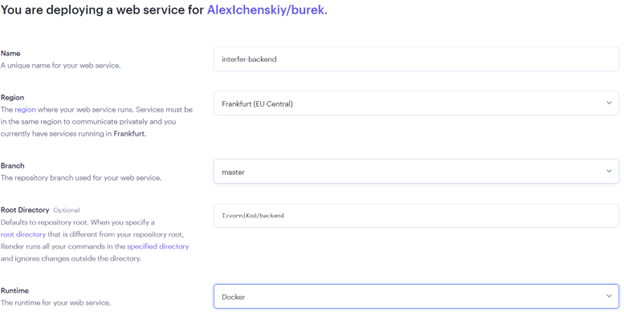 You are deploying a web service for AlexIchenskiy/burek.
Name
A unique name for your web service.
interfer-backend
Region
The region where your web service runs. Services must be
in the same region to communicate privately and you
currently have services running in Frankfurt.
Frankfurt (EU Central)
Branch
The repository branch used for your web service.
master
Root Directory Optional
Defaults to repository root. When you specify a
root directory that is different from your repository root,
Render runs all your commands in the specified directory
and ignores changes outside the directory.
IzvorniKod/backend
Runtime
The runtime for your web service.
Docker